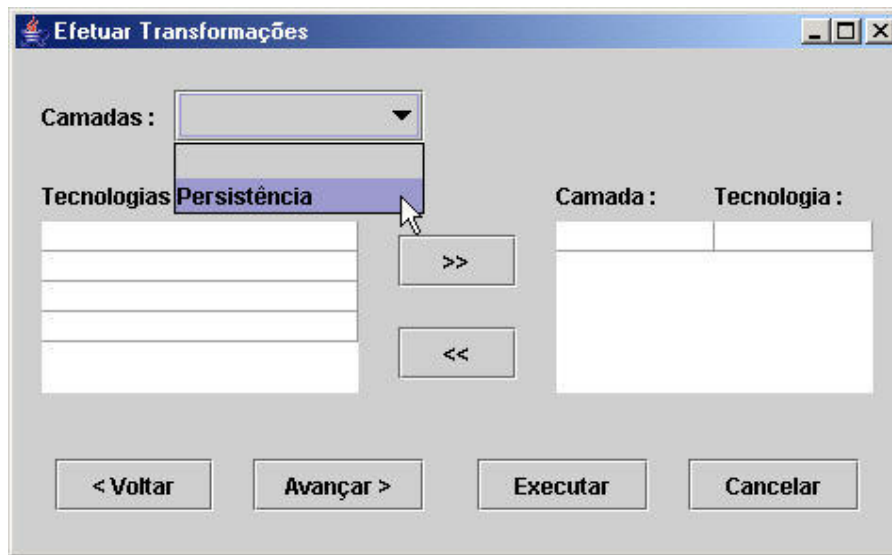 Efetuar Transformações
Camadas :
Persistência
Tecnologias
Camada :
Tecnologia :
>>
<<
< Voltar
Avançar >
Executar
Cancelar